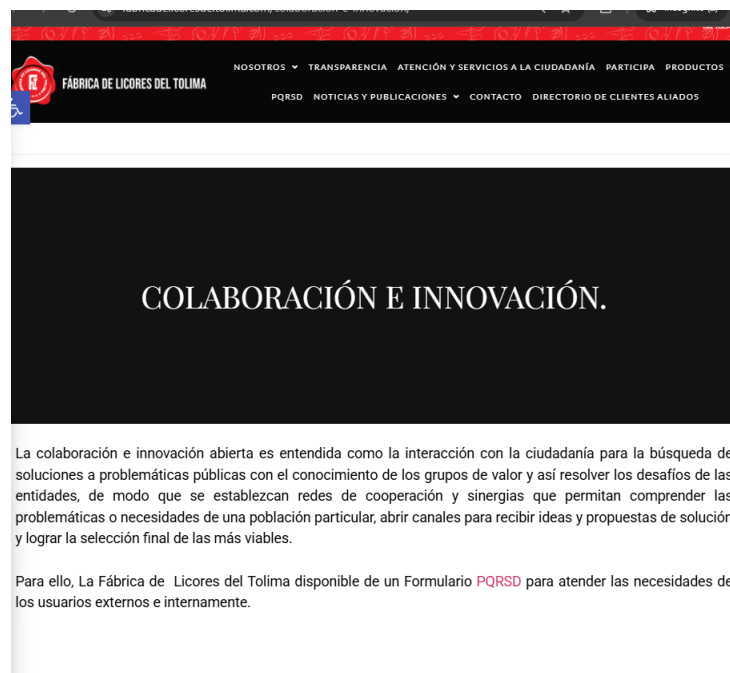 FÁBRICA DE LICORES DEL TOLIMA
NOSOTROS TRANSPARENCIA ATENCIÓN Y SERVICIOS A LA CIUDADANÍA PARTICIPA PRODUCTOS
PQRSD NOTICIAS Y PUBLICACIONES CONTACTO DIRECTORIO DE CLIENTES ALIADOS
COLABORACIÓN E INNOVACIÓN.
La colaboración e innovación abierta es entendida como la interacción con la ciudadanía para la búsqueda de
soluciones a problemáticas públicas con el conocimiento de los grupos de valor y así resolver los desafíos de las
entidades, de modo que se establezcan redes de cooperación y sinergias que permitan comprender las
problemáticas o necesidades de una población particular, abrir canales para recibir ideas y propuestas de solución
y lograr la selección final de las más viables.
Para ello, La Fábrica de Licores del Tolima disponible de un Formulario PQRSD para atender las necesidades de
los usuarios externos e internamente.